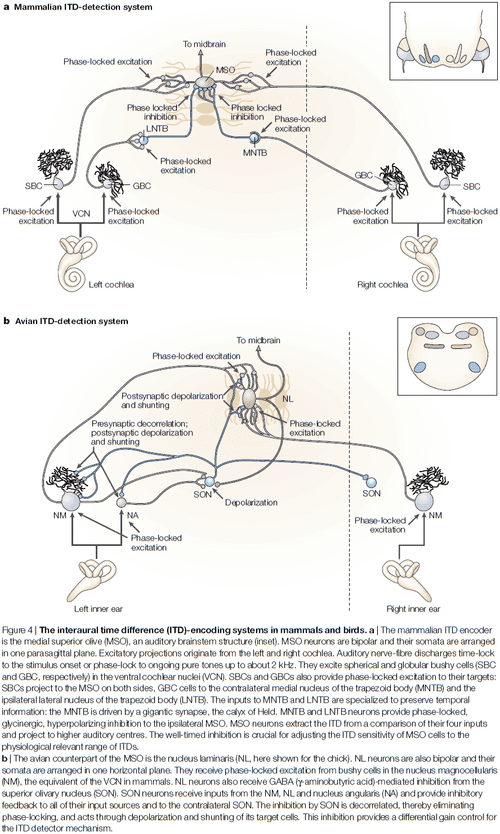 a Mammalian ITD-detection system
To midbrain
Phase-locked excitation
MSO
Phase-locked
excitation
Phase locked
inhibition
Phase locked
inhibition
LNTB
Phase-locked
excitation
Phase-locked
excitation
MNTB
SBC
GBC
GBC
SBC
Phase-locked
excitation
VCN
Phase-locked
excitation
Phase-locked
excitation
Phase-locked
excitation
Left cochlea
Right cochlea
b Avian ITD-detection system
To midbrain
Phase-locked excitation
Postsynaptic depolarization
and shunting
NL
Presynaptic decorrelation;
postsynaptic depolarization
and shunting
Phase-locked
excitation
SON
Depolarization
SON
NM
NA
Phase-locked
excitation
NM
Phase-locked
excitation
Left inner ear
Right inner ear
Figure 4 | The interaural time difference (ITD)-encoding systems in mammals and birds. a | The mammalian ITD encoder
is the medial superior olive (MSO), an auditory brainstem structure (inset). MSO neurons are bipolar and their somata are arranged
in one parasagittal plane. Excitatory projections originate from the left and right cochlea. Auditory nerve-fibre discharges time-lock
to the stimulus onset or phase-lock to ongoing pure tones up to about 2 kHz. They excite spherical and globular bushy cells (SBC
and GBC, respectively) in the ventral cochlear nuclei (VCN). SBCs and GBCs also provide phase-locked excitation to their targets:
SBCs project to the MSO on both sides, GBC cells to the contralateral medial nucleus of the trapezoid body (MNTB) and the
ipsilateral lateral nucleus of the trapezoid body (LNTB). The inputs to MNTB and LNTB are specialized to preserve temporal
information: the MNTB is driven by a gigantic synapse, the calyx of Held. MNTB and LNTB neurons provide phase-locked,
glycinergic, hyperpolarizing inhibition to the ipsilateral MSO. MSO neurons extract the ITD from a comparison of their four inputs
and project to higher auditory centres. The well-timed inhibition is crucial for adjusting the ITD sensitivity of MSO cells to the
physiological relevant range of ITDs.
b | The avian counterpart of the MSO is the nucleus laminaris (NL, here shown for the chick). NL neurons are also bipolar and their
somata are arranged in one horizontal plane. They receive phase-locked excitation from bushy cells in the nucleus magnocellularis
(NM), the equivalent of the VCN in mammals. NL neurons also receive GABA (γ-aminobutyric acid)-mediated inhibition from the
superior olivary nucleus (SON). SON neurons receive inputs from the NM, NL and nucleus angularis (NA) and provide inhibitory
feedback to all of their input sources and to the contralateral SON. The inhibition by SON is decorrelated, thereby eliminating
phase-locking, and acts through depolarization and shunting of its target cells. This inhibition provides a differential gain control for
the ITD detector mechanism.